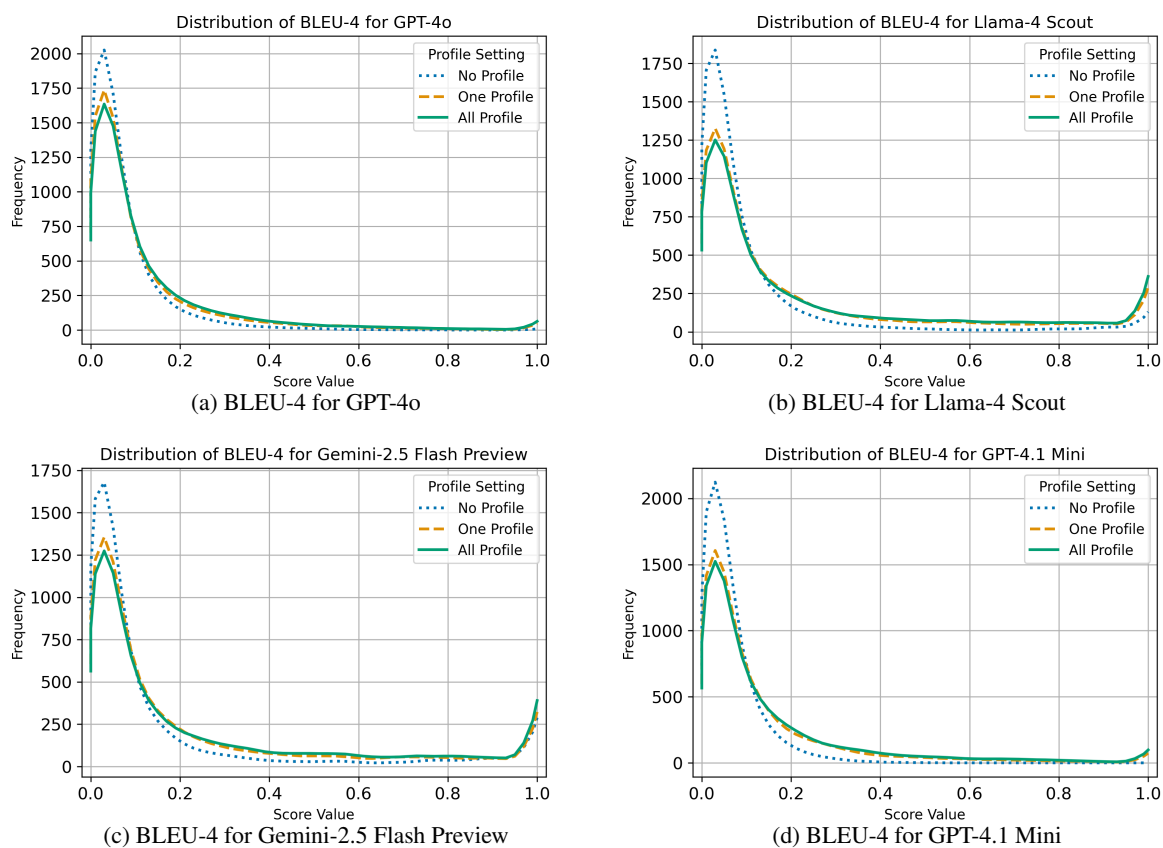 Distribution of BLEU-4 for GPT-4o
Profile Setting
No Profile
One Profile
All Profile
Frequency
2000
1750
1500
1250
1000
750
500
250
0
0.0 0.2 0.4 0.6 0.8 1.0
Score Value
(a) BLEU-4 for GPT-4o
Distribution of BLEU-4 for Llama-4 Scout
Profile Setting
No Profile
One Profile
All Profile
Frequency
1750
1500
1250
1000
750
500
250
0
0.0 0.2 0.4 0.6 0.8 1.0
Score Value
(b) BLEU-4 for Llama-4 Scout
Distribution of BLEU-4 for Gemini-2.5 Flash Preview
Profile Setting
No Profile
One Profile
All Profile
Frequency
1750
1500
1250
1000
750
500
250
0
0.0 0.2 0.4 0.6 0.8 1.0
Score Value
(c) BLEU-4 for Gemini-2.5 Flash Preview
Distribution of BLEU-4 for GPT-4.1 Mini
Profile Setting
No Profile
One Profile
All Profile
Frequency
2000
1500
1000
500
0
0.0 0.2 0.4 0.6 0.8 1.0
Score Value
(d) BLEU-4 for GPT-4.1 Mini